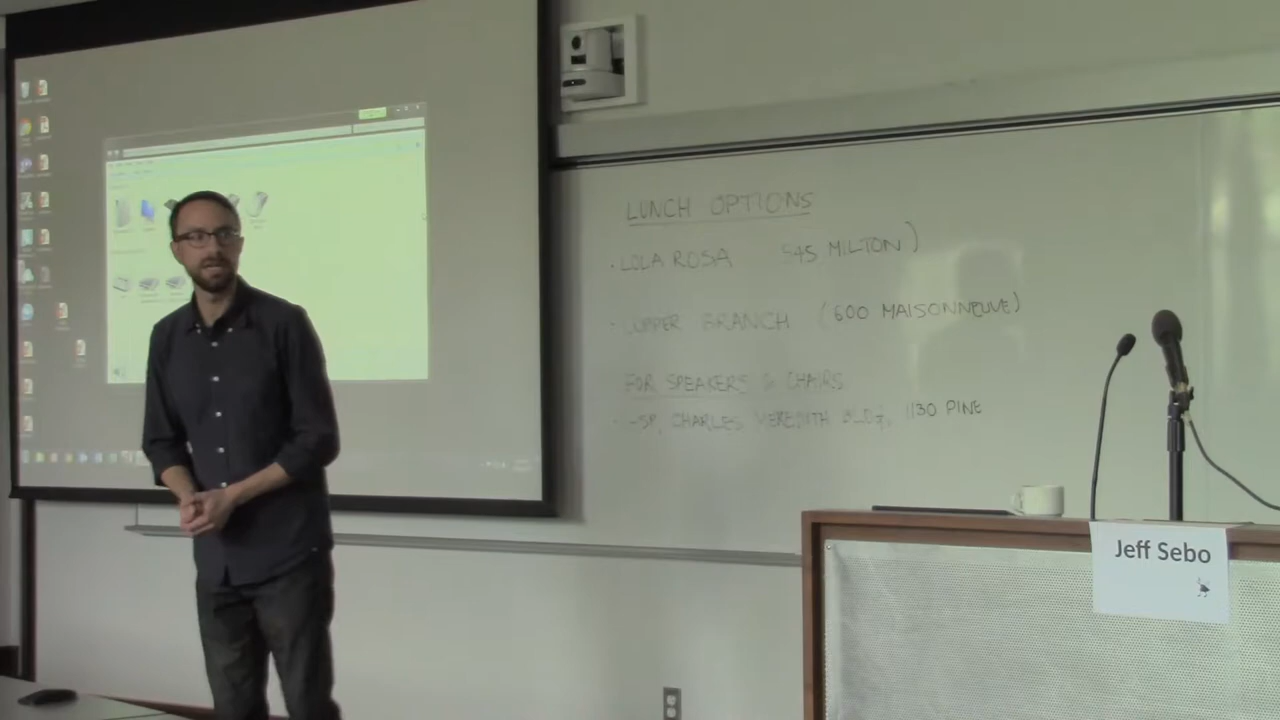 LUNCH OPTIONS
· LOLA ROSA 545 MILTON)
· COPPER BRANCH (600 MAISONNEUVE)
FOR SPEAKERS & CHAIRS
CHARLES MEREDITH BLDG, 1130 PINE
Jeff Sebo